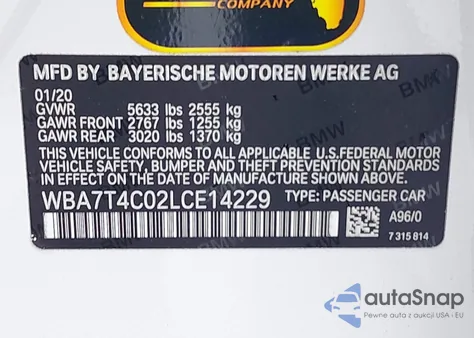 COMPANY
MFD BY BAYERISCHE MOTOREN WERKE AG
01/20
GVWR 5633 lbs 2555 kg
GAWR FRONT 2767 lbs 1255 kg
GAWR REAR 3020 lbs 1370 kg
THIS VEHICLE CONFORMS TO ALL APPLICABLE U.S.FEDERAL MOTOR
VEHICLE SAFETY, BUMPER AND THEFT PREVENTION STANDARDS
IN EFFECT ON THE DATE OF MANUFACTURE SHOWN ABOVE.
WBA7T4C02LCE14229 TYPE: PASSENGER CAR
A96/0
7 315 814
autoSnap
Pewne auta z aukcji USA i EU